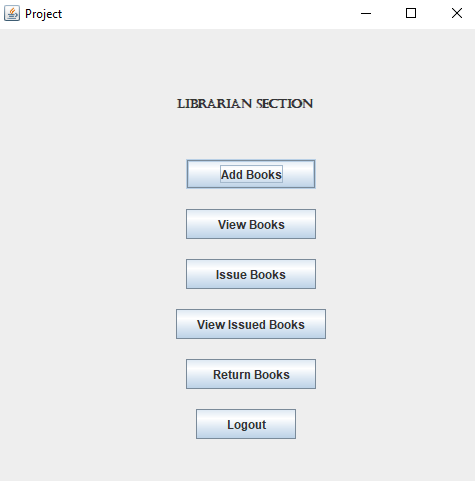 Project
LIBRARIAN SECTION
Add Books
View Books
Issue Books
View Issued Books
Return Books
Logout